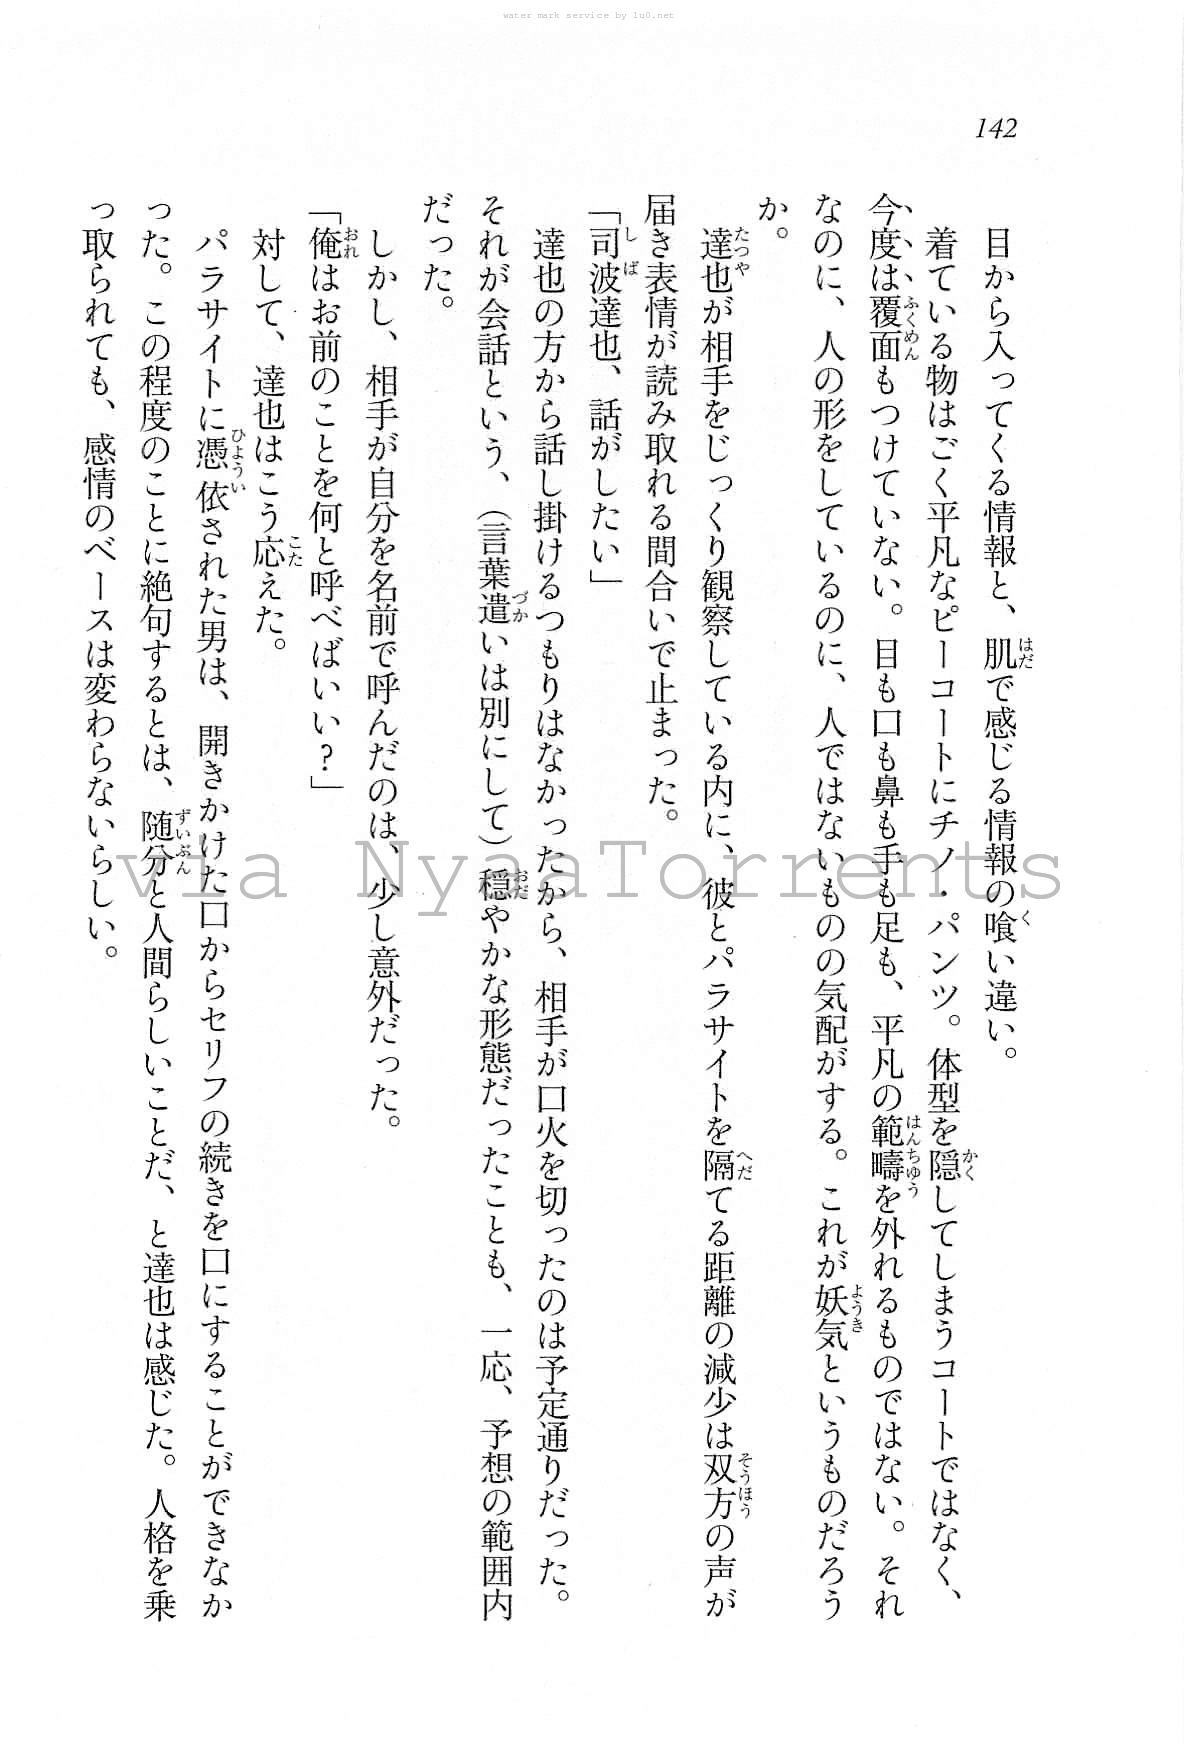 water mark service by lu0.net
142
目から入ってくる情報と、肌で感じる情報の喰い違い。
着ている物はごく平凡なピーコートにチノ・パンツ。体型を隠してしまうコートではなく、
今度は覆面もつけていない。目も口も鼻も手も足も、平凡の範疇を外れるものではない。それ
なのに、人の形をしているのに、人ではないものの気配がする。これが妖気というものだろう
か。
達也が相手をじっくり観察している内に、彼とパラサイトを隔てる距離の減少は双方の声が
届き表情が読み取れる間合いで止まった。
「司波達也、話がしたい」
達也の方から話し掛けるつもりはなかったから、相手が口火を切ったのは予定通りだった。
それが会話という、（言葉遣いは別にして）穏やかな形態だったことも、一応、予想の範囲内
だった。
しかし、相手が自分を名前で呼んだのは、少し意外だった。
「俺はお前のことを何と呼べばいい？」
対して、達也はこう応えた。
パラサイトに憑依された男は、開きかけた口からセリフの続きを口にすることができなか
った。この程度のことに絶句するとは、随分と人間らしいことだ、と達也は感じた。人格を乗
っ取られても、感情のベースは変わらないらしい。
via NyaaTorrents